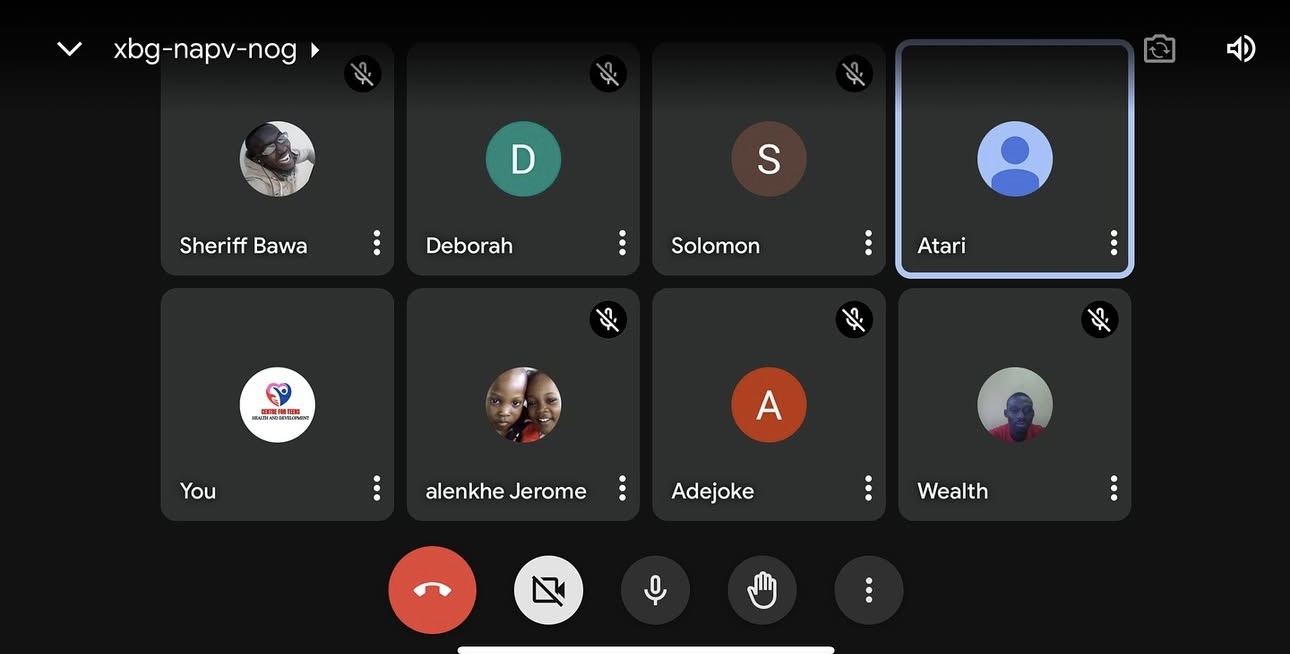 xbg-napv-nog
D
S
Sheriff Bawa
Deborah
Solomon
Atari
CENTRE FOR TEENS
HEALTH AND DEVELOPMENT
A
You
alenkhe Jerome
Adejoke
Wealth